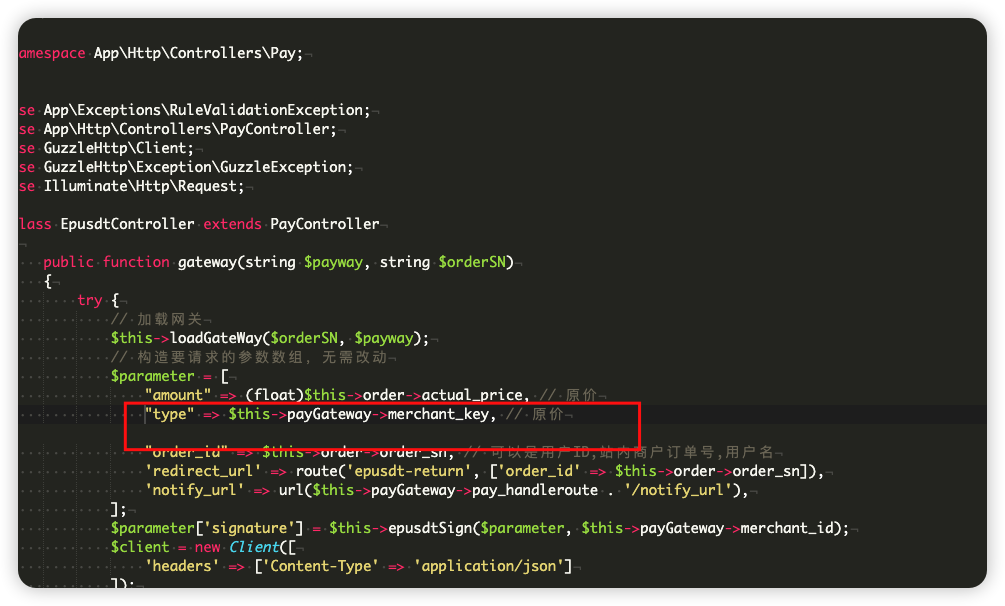 amespace App\Http\Controllers\Pay;
se App\Exceptions\RuleValidationException;
se App\Http\Controllers\PayController;
se GuzzleHttp\Client;
se GuzzleHttp\Exception\GuzzleException;
se Illuminate\Http\Request;
lass EpusdtController extends PayController
public function gateway(string $payway, string $orderSN)
{
try {
// 加载网关
$this->loadGateWay($orderSN, $payway);
// 构造要请求的参数数组，无需改动
$parameter = [
"amount" => (float)$this->order->actual_price, // 原价
"type" => $this->payGateway->merchant_key, // 原价
"order_id" => $this->order->order_sn, // 可以是用户ID,站内商户订单号,用户名
'redirect_url' => route('epusdt-return', ['order_id' => $this->order->order_sn]),
'notify_url' => url($this->payGateway->pay_handleroute . '/notify_url'),
];
$parameter['signature'] = $this->epusdtSign($parameter, $this->payGateway->merchant_id);
$client = new Client([
'headers' => ['Content-Type' => 'application/json']
]);